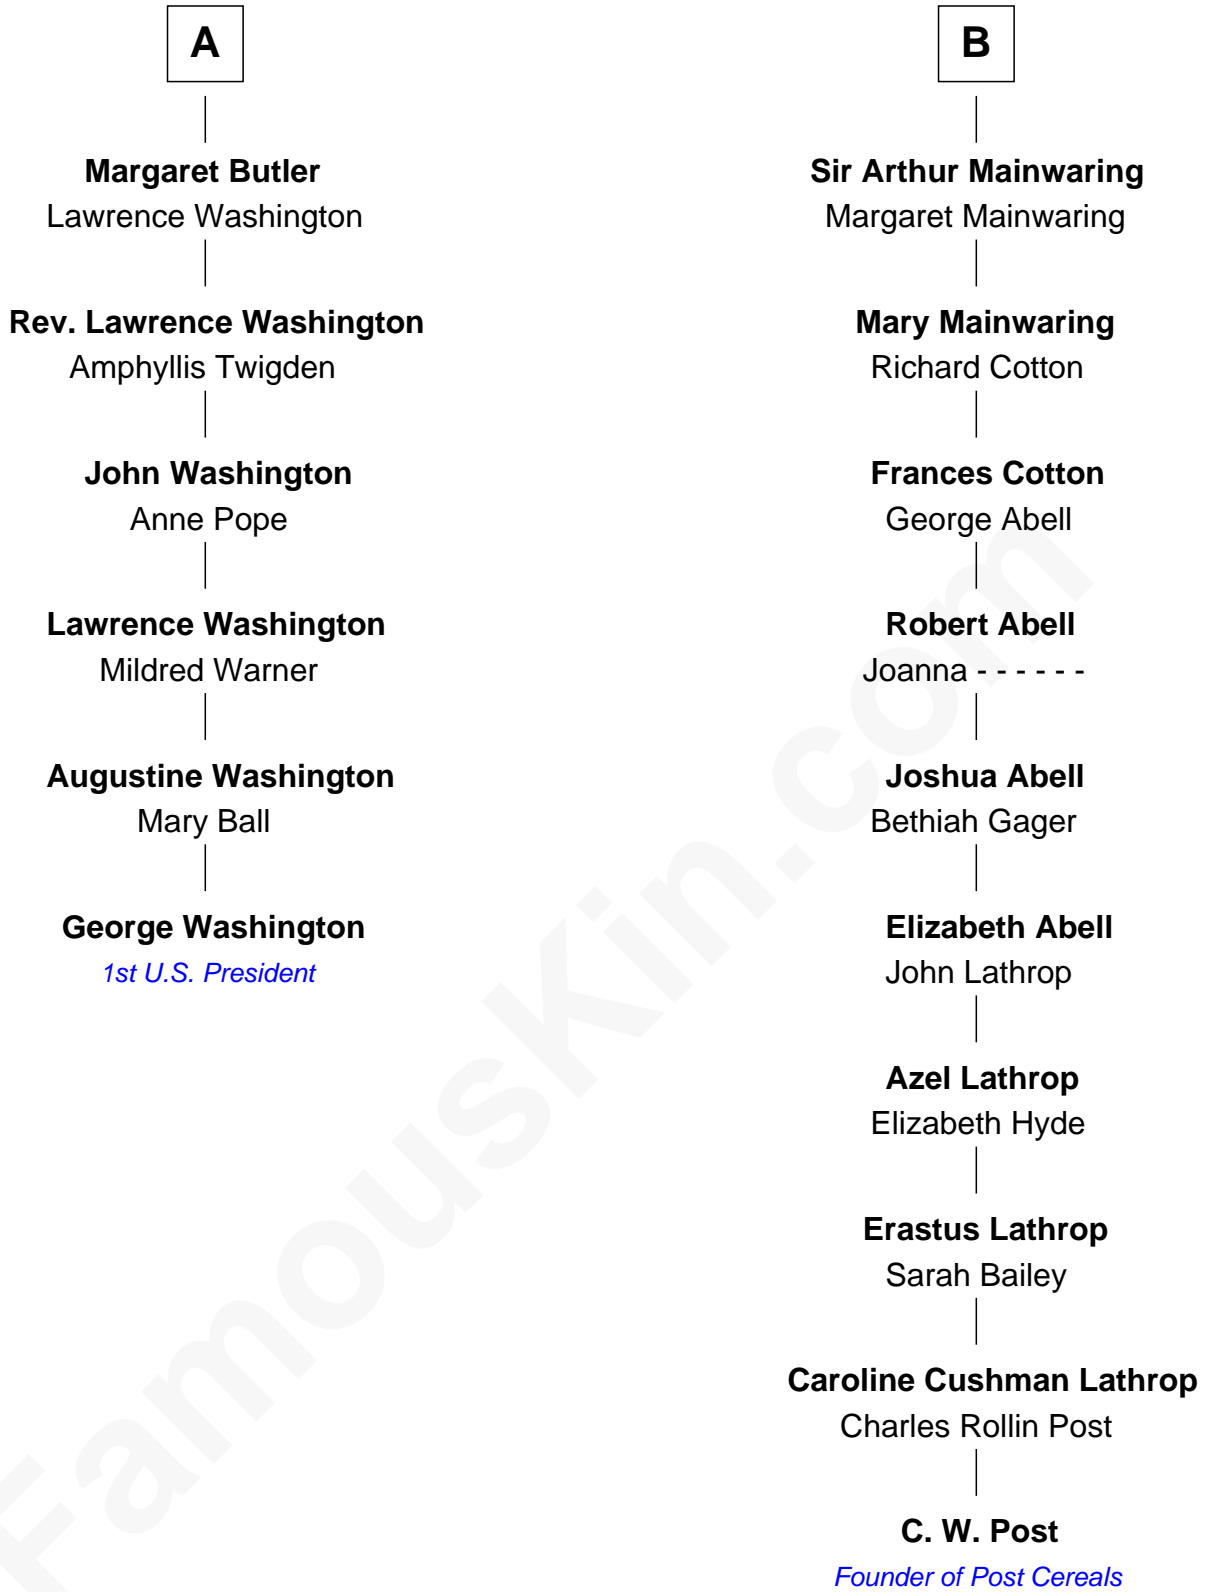 A
Margaret Butler
Lawrence Washington
Rev. Lawrence Washington
Amphyllis Twigden
John Washington
Anne Pope
Lawrence Washington
Mildred Warner
Augustine Washington
Mary Ball
George Washington
1st U.S. President
B
Sir Arthur Mainwaring
Margaret Mainwaring
Mary Mainwaring
Richard Cotton
Frances Cotton
George Abell
Robert Abell
Joanna - - - - - -
Joshua Abell
Bethiah Gager
Elizabeth Abell
John Lathrop
Azel Lathrop
Elizabeth Hyde
Erastus Lathrop
Sarah Bailey
Caroline Cushman Lathrop
Charles Rollin Post
C. W. Post
Founder of Post Cereals
FamousKin.com